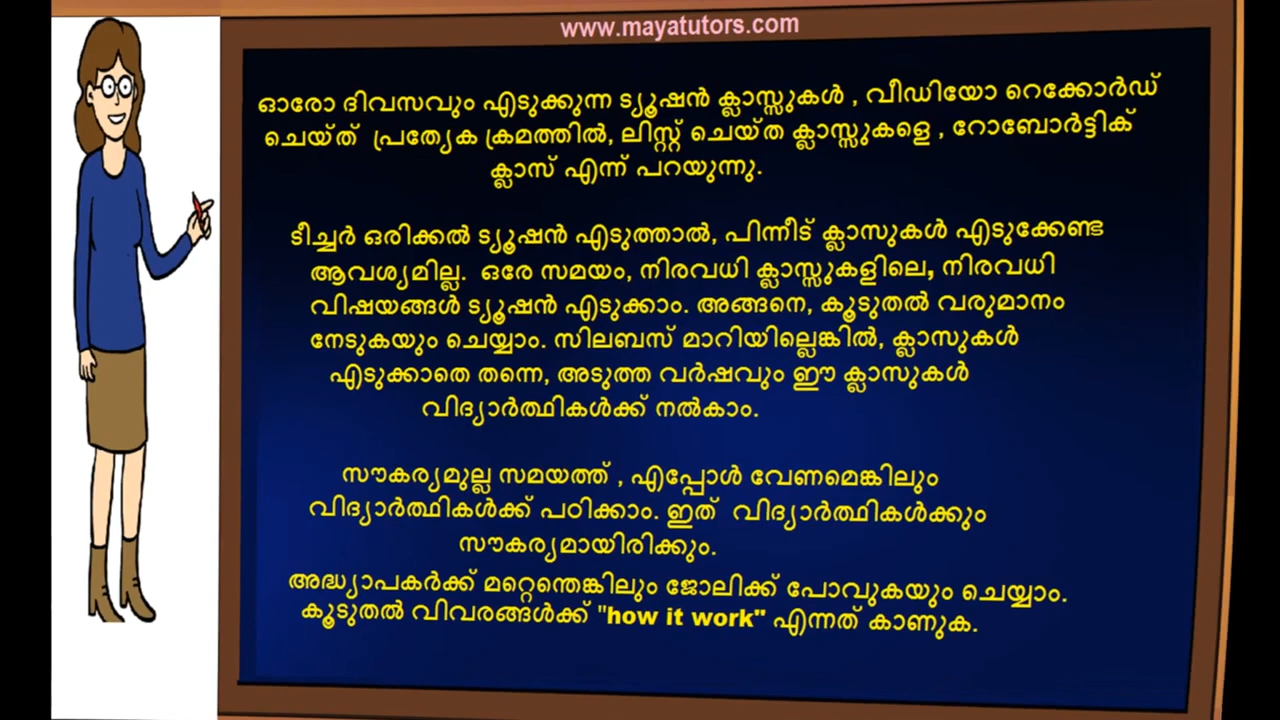 www.mayatutors.com
ഓരോ ദിവസവും എടുക്കുന്ന ട്യൂഷൻ ക്ലാസ്സുകൾ , വീഡിയോ റെക്കോർഡ്
ചെയ്ത് പ്രത്യേക ക്രമത്തിൽ, ലിസ്റ്റ് ചെയ്ത ക്ലാസ്സുകളെ , റോബോർട്ടിക്
ക്ലാസ് എന്ന് പറയുന്നു.
ടീച്ചർ ഒരിക്കൽ ട്യൂഷൻ എടുത്താൽ, പിന്നീട് ക്ലാസുകൾ എടുക്കേണ്ട
ആവശ്യമില്ല. ഒരേ സമയം, നിരവധി ക്ലാസ്സുകളിലെ, നിരവധി
വിഷയങ്ങൾ ട്യൂഷൻ എടുക്കാം. അങ്ങനെ, കൂടുതൽ വരുമാനം
നേടുകയും ചെയ്യാം. സിലബസ് മാറിയില്ലെങ്കിൽ, ക്ലാസുകൾ
എടുക്കാതെ തന്നെ, അടുത്ത വർഷവും ഈ ക്ലാസുകൾ
വിദ്യാർത്ഥികൾക്ക് നൽകാം.
സൗകര്യമുല്ല സമയത്ത് , എപ്പോൾ വേണമെങ്കിലും
വിദ്യാർത്ഥികൾക്ക് പഠിക്കാം. ഇത് വിദ്യാർത്ഥികൾക്കും
സൗകര്യമായിരിക്കും.
അദ്ധ്യാപകർക്ക് മറ്റെന്തെങ്കിലും ജോലിക്ക് പോവുകയും ചെയ്യാം.
കൂടുതൽ വിവരങ്ങൾക്ക് "how it work" എന്നത് കാണുക.